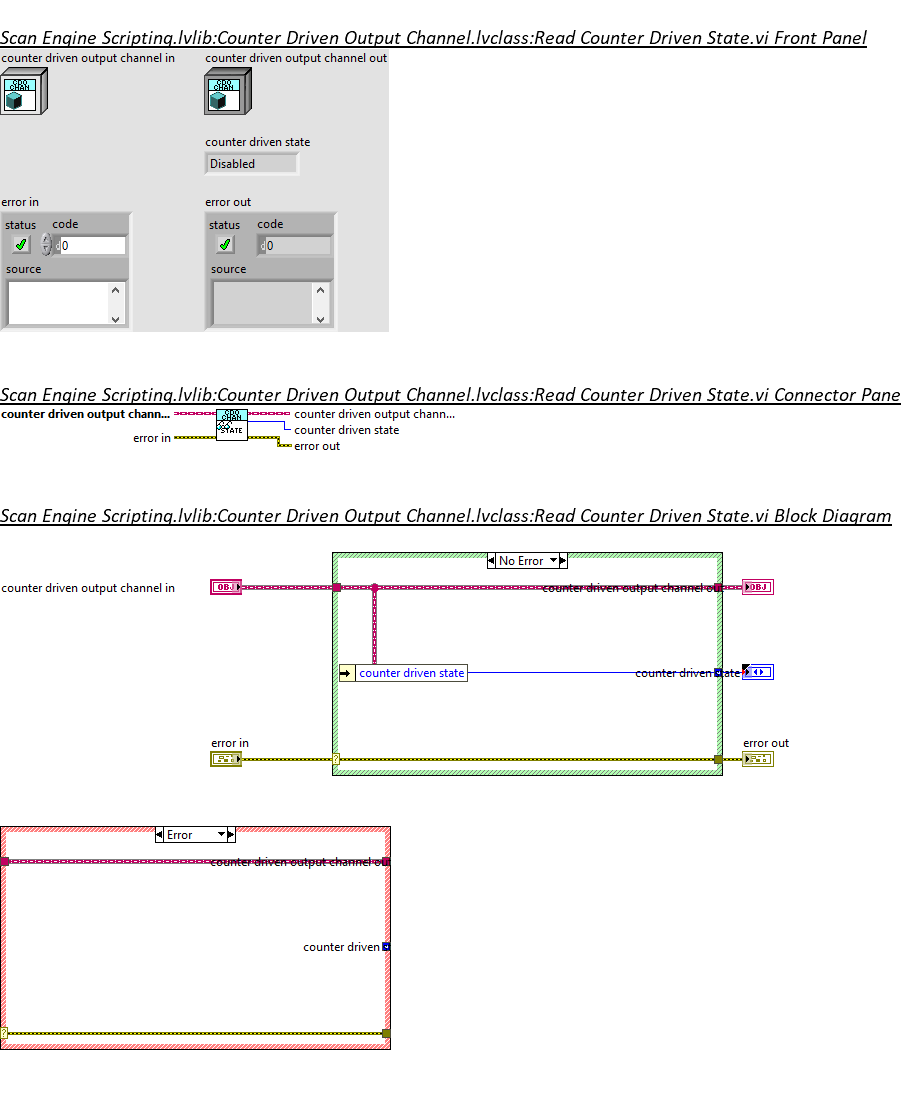 Scan Engine Scripting.lvlib:Counter Driven Output Channel.lvclass:Read Counter Driven State.vi Front Panel
counter driven output channel in
counter driven output channel out
CDO
CHAN
CDO
CHAN
counter driven state
Disabled
error in
error out
status
code
status
code
d
0
d
0
source
source
Scan Engine Scripting.lvlib:Counter Driven Output Channel.lvclass:Read Counter Driven State.vi Connector Pane
counter driven output chann...
CDO
CHAN
STATE
counter driven output chann...
counter driven state
error in
error out
Scan Engine Scripting.lvlib:Counter Driven Output Channel.lvclass:Read Counter Driven State.vi Block Diagram
No Error
counter driven output channel in
OBJ
counter driven output channel out
OBJ
counter driven state
counter driven state
error in
error out
?
Error
counter driven output channel ou
counter driven
?